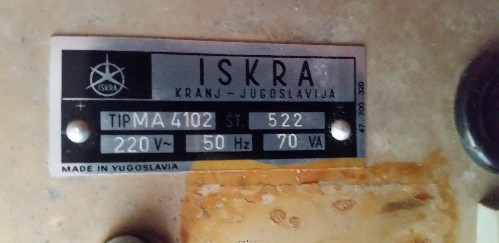 ISKRA
ISKRA
KRANJ - JUGOSLAVIJA
TIP MA 4102 ST. 522
220 V~ 50 Hz 70 VA
MADE IN YUGOSLAVIA